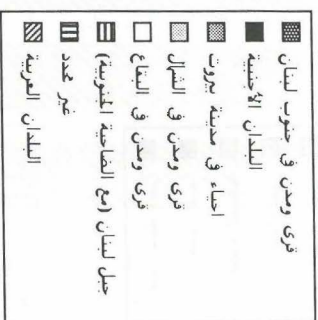 قرى ومدن في جنوب لبنان
البلدان الأجنبية
احياء في مدينة بيروت
قرى ومدن في الشمال
قرى ومدن في البقاع
جبل لبنان (مع الضاحية الجنوبية)
غير محدد
البلدان العربية